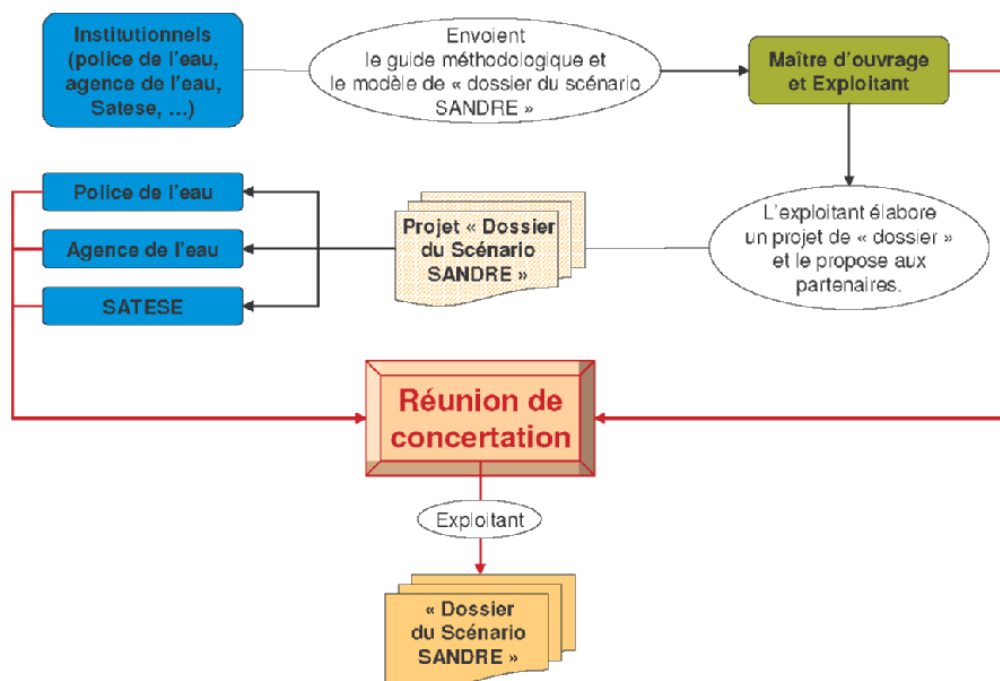 Institutionnels
(police de l'eau,
agence de l'eau,
Satese, ...)
Envoient
le guide méthodologique et
le modèle de « dossier du scénario
SANDRE »
Maître d'ouvrage
et Exploitant
Police de l'eau
Agence de l'eau
SATESE
Projet « Dossier
du Scénario
SANDRE »
L'exploitant élabore
un projet de « dossier »
et le propose aux
partenaires.
Réunion de
concertation
Exploitant
« Dossier
du Scénario
SANDRE »